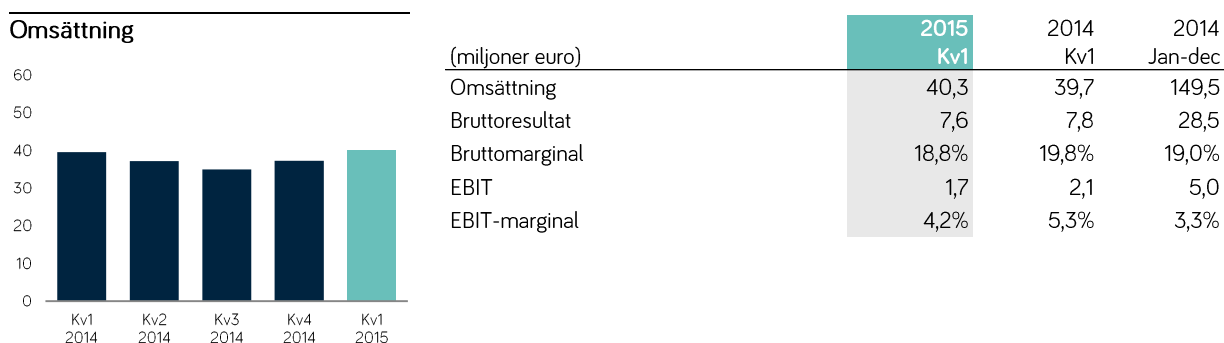 Omsättning
60
50
40
30
20
10
0
Kv1 Kv2 Kv3 Kv4 Kv1
2014 2014 2014 2014 2015
2015 2014 2014
(miljoner euro) Kv1 Kv1 Jan-dec
Omsättning 40,3 39,7 149,5
Bruttoresultat 7,6 7,8 28,5
Bruttomarginal 18,8% 19,8% 19,0%
EBIT 1,7 2,1 5,0
EBIT-marginal 4,2% 5,3% 3,3%